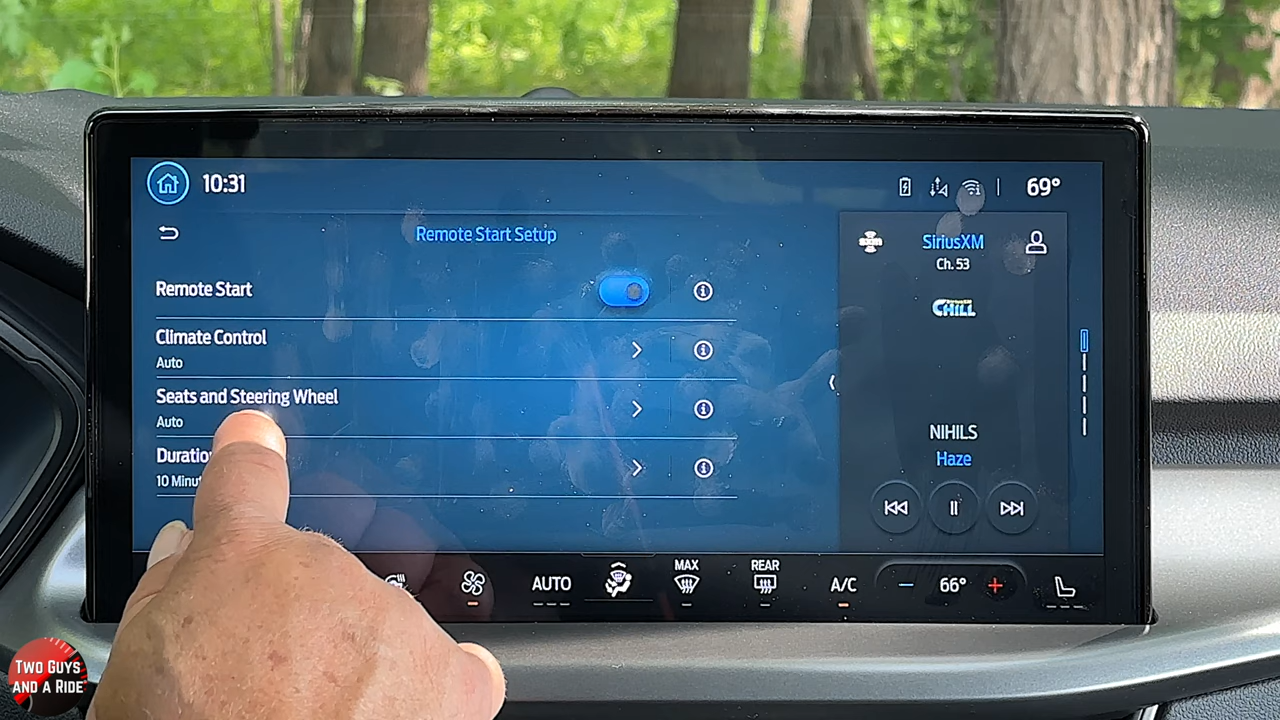 10:31
69°
Remote Start Setup
Remote Start
Climate Control
Auto
Seats and Steering Wheel
Auto
10
SiriusXM
Ch. 53
CHILL
NIHILS
Haze
AUTO
MAX
REAR
A/C
66°
TWO GUYS
AND A RIDE